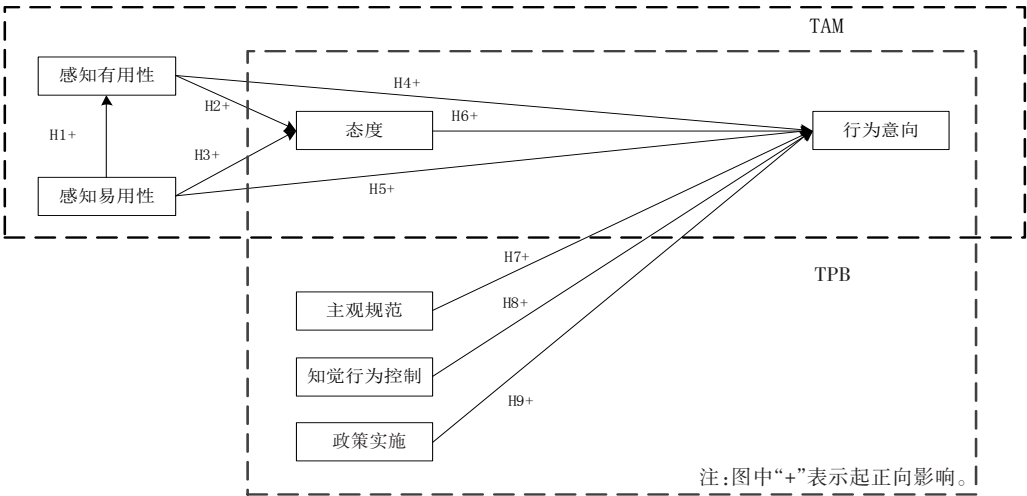 TAM
感知有用性
H4+
H2+
H1+
态度
H6+
行为意向
H3+
感知易用性
H5+
H7+
TPB
主观规范
H8+
知觉行为控制
H9+
政策实施
注:图中“+”表示起正向影响。